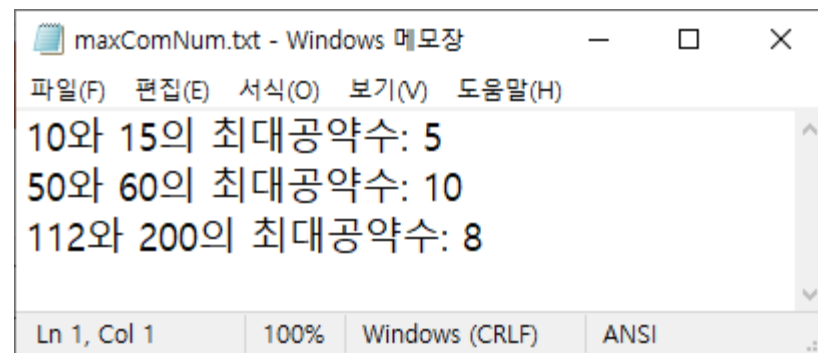 maxComNum.txt - Windows 메모장
파일(F) 편집(E) 서식(O) 보기(V) 도움말(H)
10와 15의 최대공약수: 5
50와 60의 최대공약수: 10
112와 200의 최대공약수: 8
Ln 1, Col 1 100% Windows (CRLF) ANSI